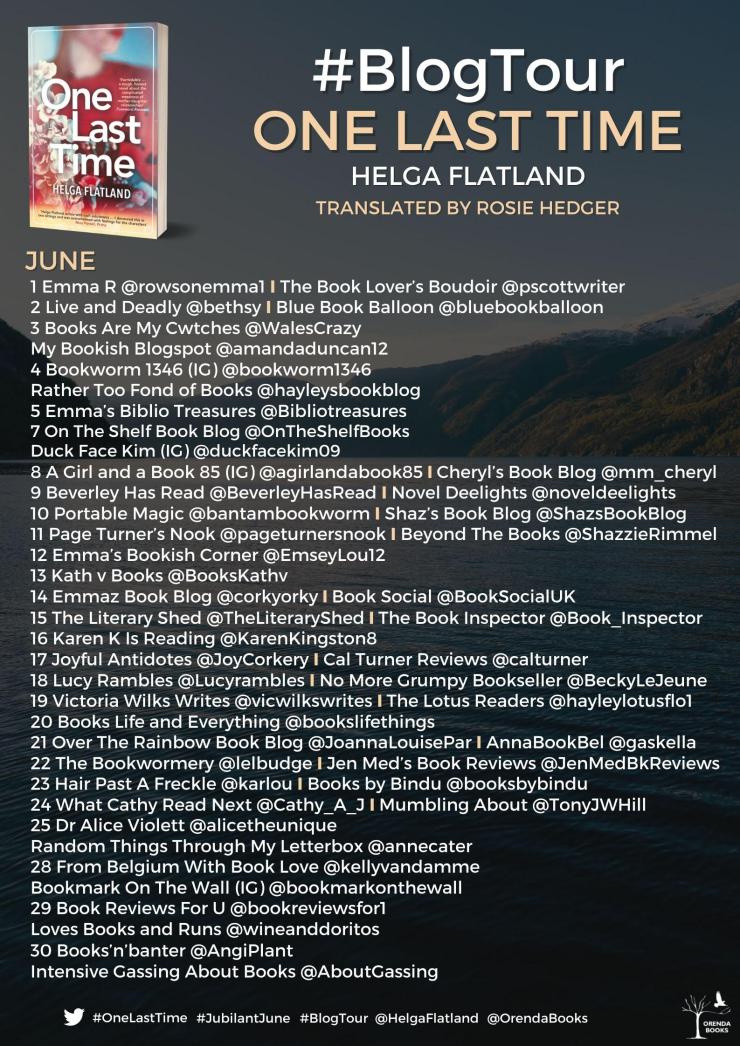 One
Last
Time
HELGA FLATLAND
#BlogTour
ONE LAST TIME
HELGA FLATLAND
TRANSLATED BY ROSIE HEDGER
JUNE
1 Emma R @rowsonemma1 I The Book Lover's Boudoir @pscottwriter
2 Live and Deadly @bethsy I Blue Book Balloon @bluebookballoon
3 Books Are My Cwtches @WalesCrazy
My Bookish Blogspot @amandaduncan12
4 Bookworm 1346 (IG) @bookworm1346
Rather Too Fond of Books @hayleysbookblog
5 Emma's Biblio Treasures @Bibliotreasures
7 On The Shelf Book Blog @OnTheShelfBooks
Duck Face Kim (IG) @duckfacekim09
8 A Girl and a Book 85 (IG) @agirlandabook85 I Cheryl's Book Blog @mm_cheryl
9 Beverley Has Read @BeverleyHasRead I Novel Deelights @noveldeelights
10 Portable Magic @bantambookworm I Shaz's Book Blog @ShazsBookBlog
11 Page Turner's Nook @pageturnersnook I Beyond The Books @ShazzieRimmel
12 Emma's Bookish Corner @EmseyLou12
13 Kath v Books @BooksKathv
14 Emmaz Book Blog @corkyorky I Book Social @BookSocialUK
15 The Literary Shed @TheLiteraryShed I The Book Inspector @Book_Inspector
16 Karen K Is Reading @KarenKingston8
17 Joyful Antidotes @JoyCorkery I Cal Turner Reviews @calturner
18 Lucy Rambles @Lucyrambles I No More Grumpy Bookseller @BeckyLeJeune
19 Victoria Wilks Writes @vicwilkswrites I The Lotus Readers @hayleylotusflo1
20 Books Life and Everything @bookslifethings
21 Over The Rainbow Book Blog @JoannaLouisePar I AnnaBookBel @gaskella
22 The Bookwormery @lelbudge I Jen Med's Book Reviews @JenMedBkReviews
23 Hair Past A Freckle @karlou I Books by Bindu @booksbybindu
24 What Cathy Read Next @Cathy_A_J I Mumbling About @TonyJWHill
25 Dr Alice Violett @alicetheunique
Random Things Through My Letterbox @annecater
28 From Belgium With Book Love @kellyvandamme
Bookmark On The Wall (IG) @bookmarkonthewall
29 Book Reviews For U @bookreviewsfor1
Loves Books and Runs @wineanddoritos
30 Books'n'banter @AngiPlant
Intensive Gassing About Books @AboutGassing
#OneLastTime #JubilantJune #BlogTour @HelgaFlatland @OrendaBooks
ORENDA
BOOKS